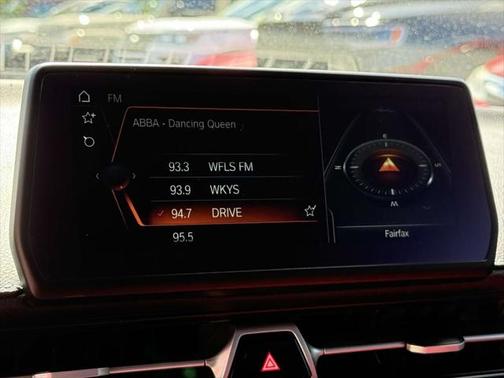 FM
ABBA - Dancing Queen
93.3 WFLS FM
93.9 WKYS
94.7 DRIVE
95.5
E
N
S
W
Fairfax